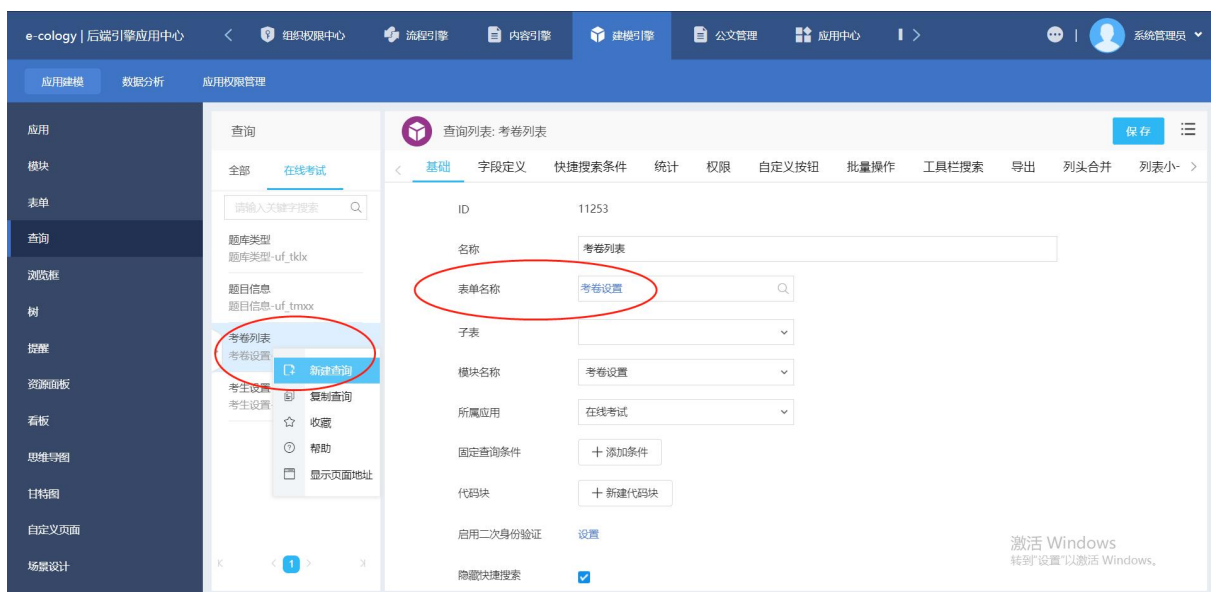 e-cology | 后端引擎应用中心 组织权限中心 流程引擎 内容引擎 建模引擎 公文管理 应用中心 系统管理员
应用建模 数据分析 应用权限管理
应用
模块
表单
查询
浏览框
树
提醒
资源面板
看板
思维导图
甘特图
自定义页面
场景设计
查询
全部 在线考试
请输入关键字搜索
题库类型
题库类型-uf_tklx
题目信息
题目信息-uf_tmxx
考卷列表
考卷设置
考生设置
考生设置-
新建查询
复制查询
收藏
帮助
显示页面地址
1
查询列表: 考卷列表 保存
基础 字段定义 快捷搜索条件 统计 权限 自定义按钮 批量操作 工具栏搜索 导出 列头合并 列表小-
ID 11253
名称 考卷列表
表单名称 考卷设置
子表
模块名称 考卷设置
所属应用 在线考试
固定查询条件 添加条件
代码块 新建代码块
启用二次身份验证 设置
隐藏快捷搜索
激活 Windows
转到"设置"以激活 Windows。